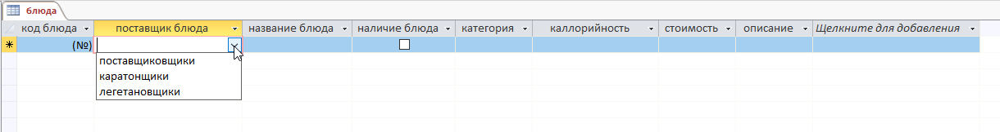 блюда
код блюда поставщик блюда название блюда наличие блюда категория каллорийность стоимость описание Щелкните для добавления
* (№)
поставщиковщики
каратонщики
легетановщики